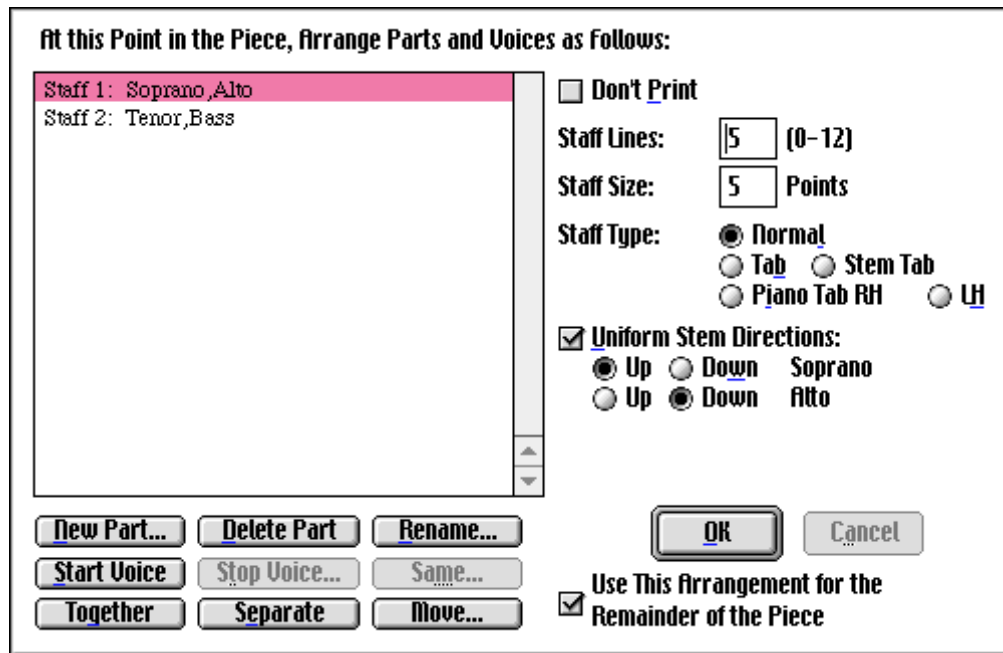 At this Point in the Piece, Arrange Parts and Voices as Follows:
Staff 1: Soprano,Alto
Staff 2: Tenor,Bass
Don't Print
Staff Lines: 5 (0-12)
Staff Size: 5 Points
Staff Type: Normal
Tab Stem Tab
Piano Tab RH LH
Uniform Stem Directions:
Up Down Soprano
Up Down Alto
New Part... Delete Part Rename...
Start Voice Stop Voice... Same...
Together Separate Move...
OK Cancel
Use This Arrangement for the
Remainder of the Piece